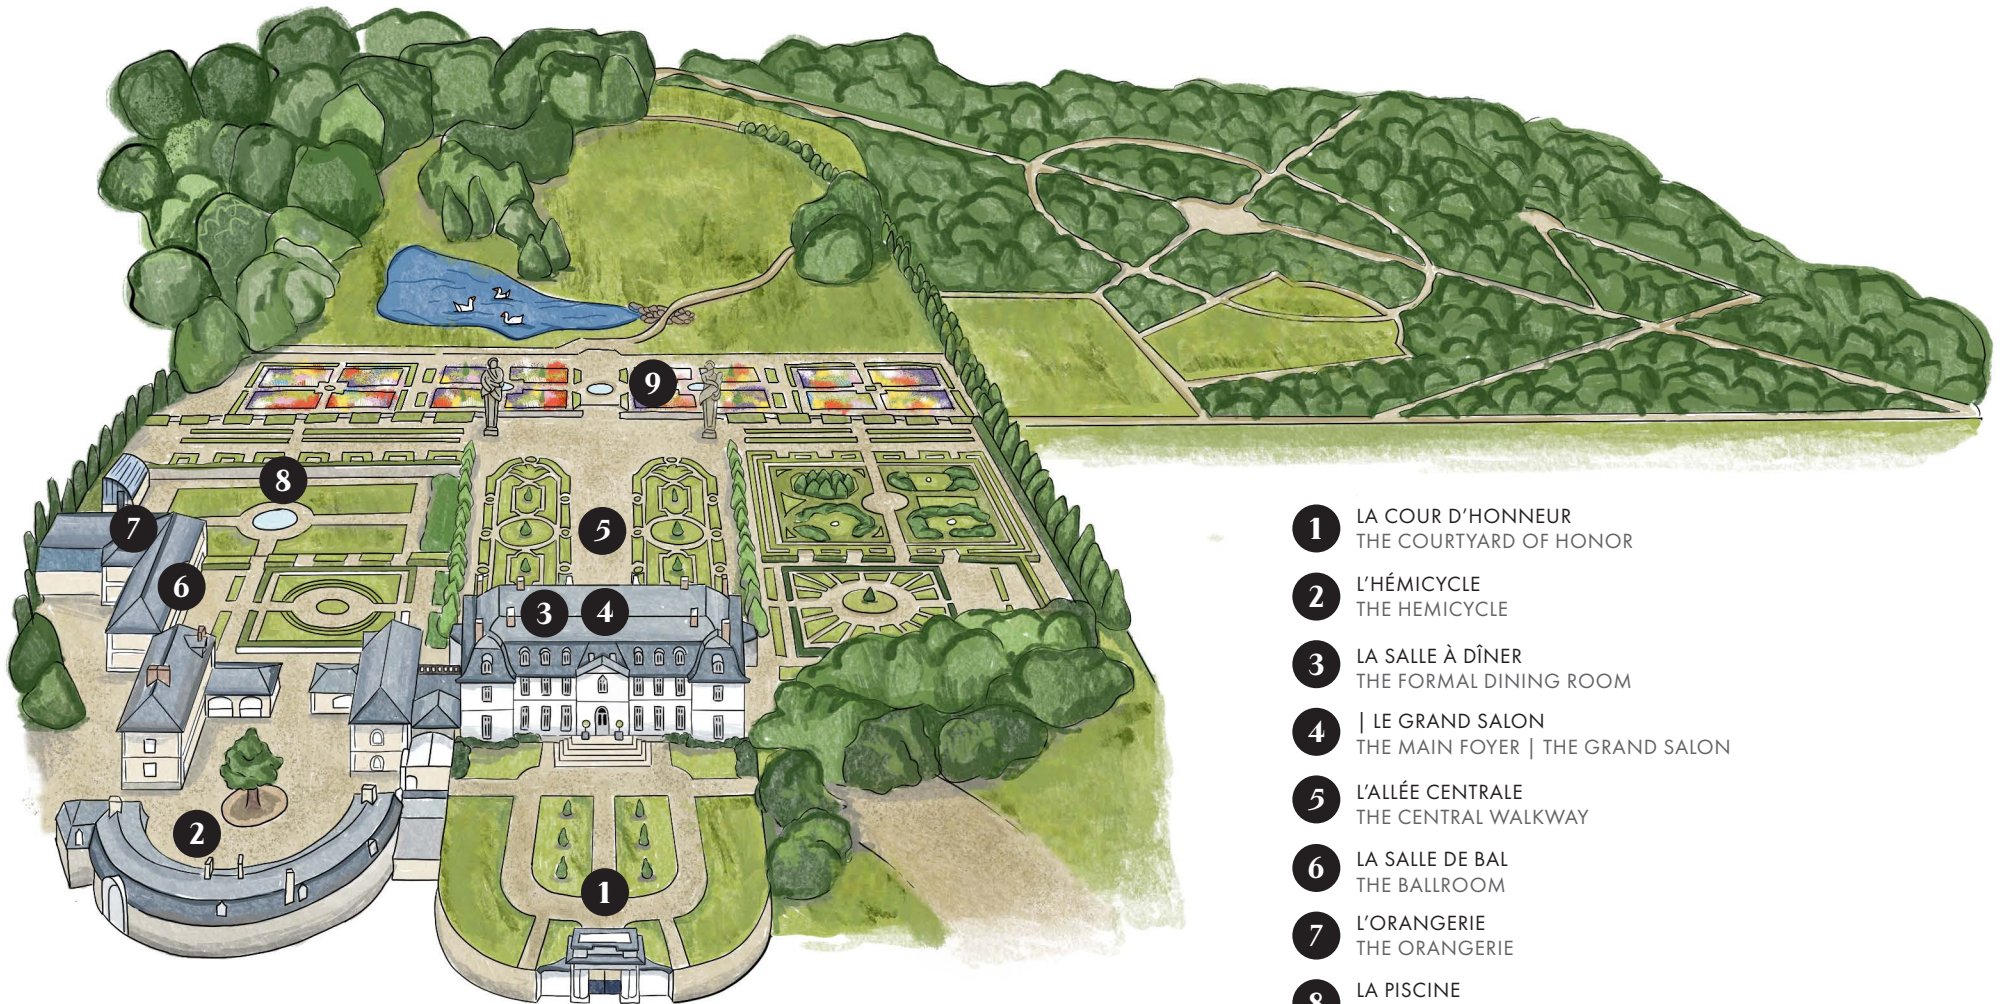 9
8
7
5
6
3
4
2
1
1 LA COUR D'HONNEUR
THE COURTYARD OF HONOR
2 L'HÉMICYCLE
THE HEMICYCLE
3 LA SALLE À DÎNER
THE FORMAL DINING ROOM
4 | LE GRAND SALON
THE MAIN FOYER | THE GRAND SALON
5 L'ALLÉE CENTRALE
THE CENTRAL WALKWAY
6 LA SALLE DE BAL
THE BALLROOM
7 L'ORANGERIE
THE ORANGERIE
8 LA PISCINE